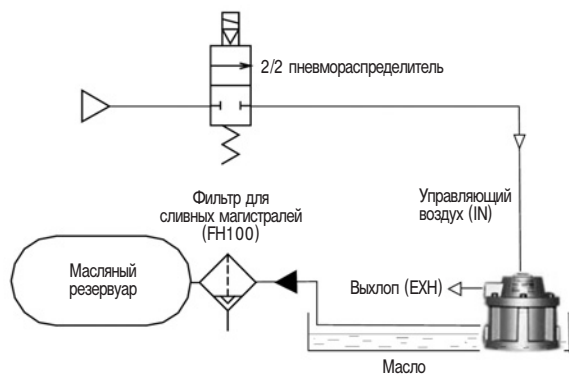 2/2 пневмораспределитель
Фильтр для
сливных магистралей
(FH100)
Управляющий
воздух (IN)
Масляный
резервуар
Выхлоп (EXH)
Масло